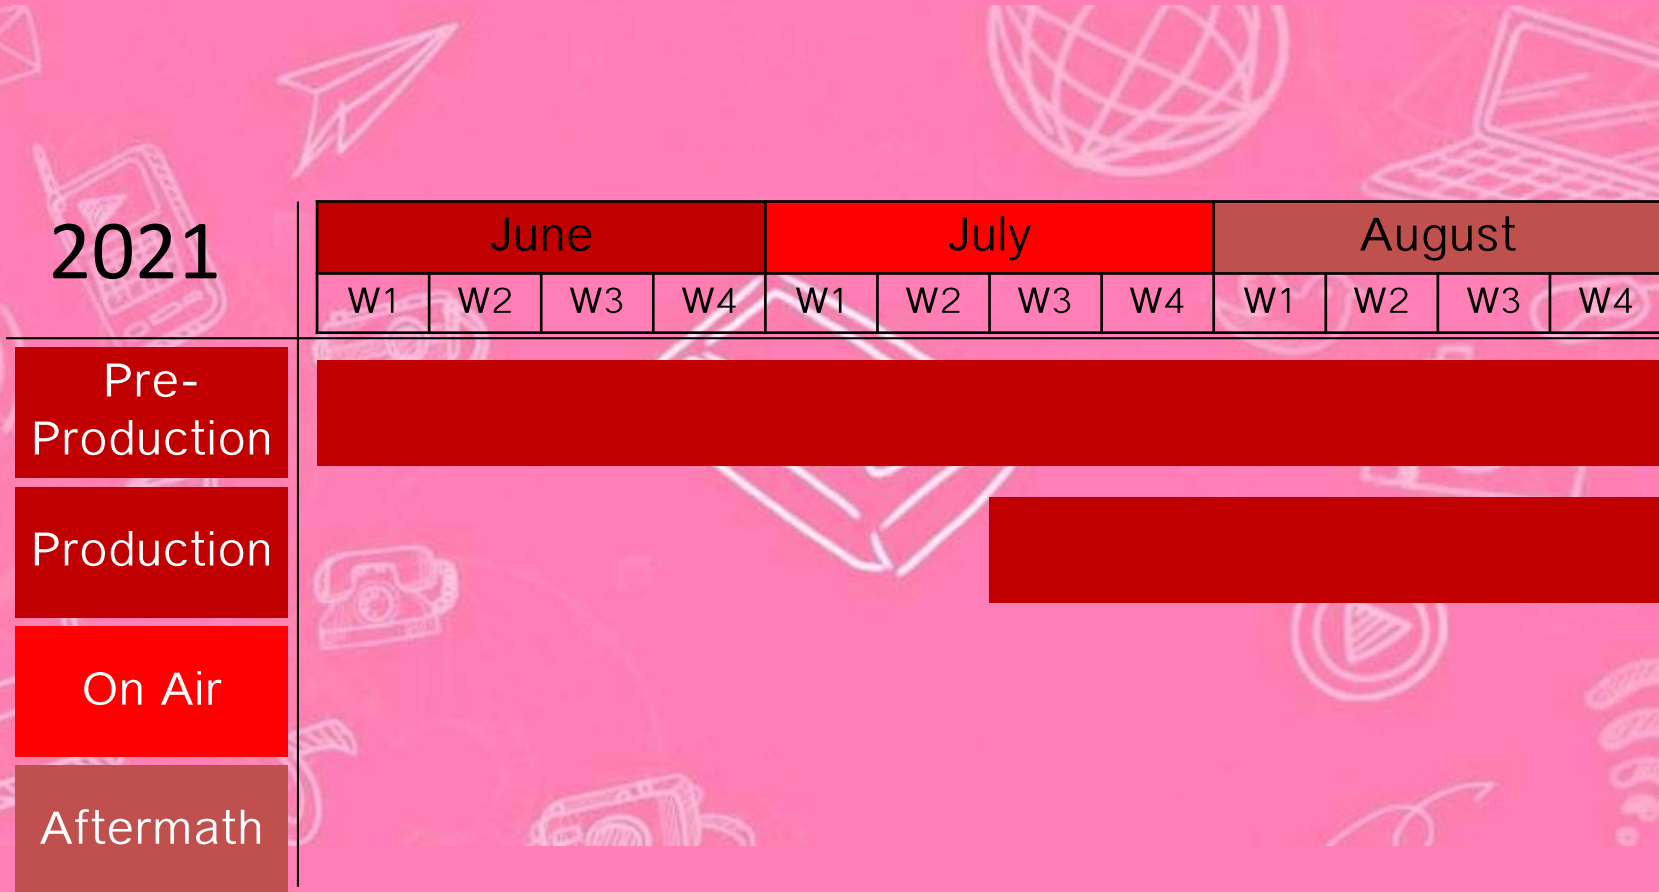 2021
June July August
W1 W2 W3 W4 W1 W2 W3 W4 W1 W2 W3 W4
Pre-
Production
Production
On Air
Aftermath